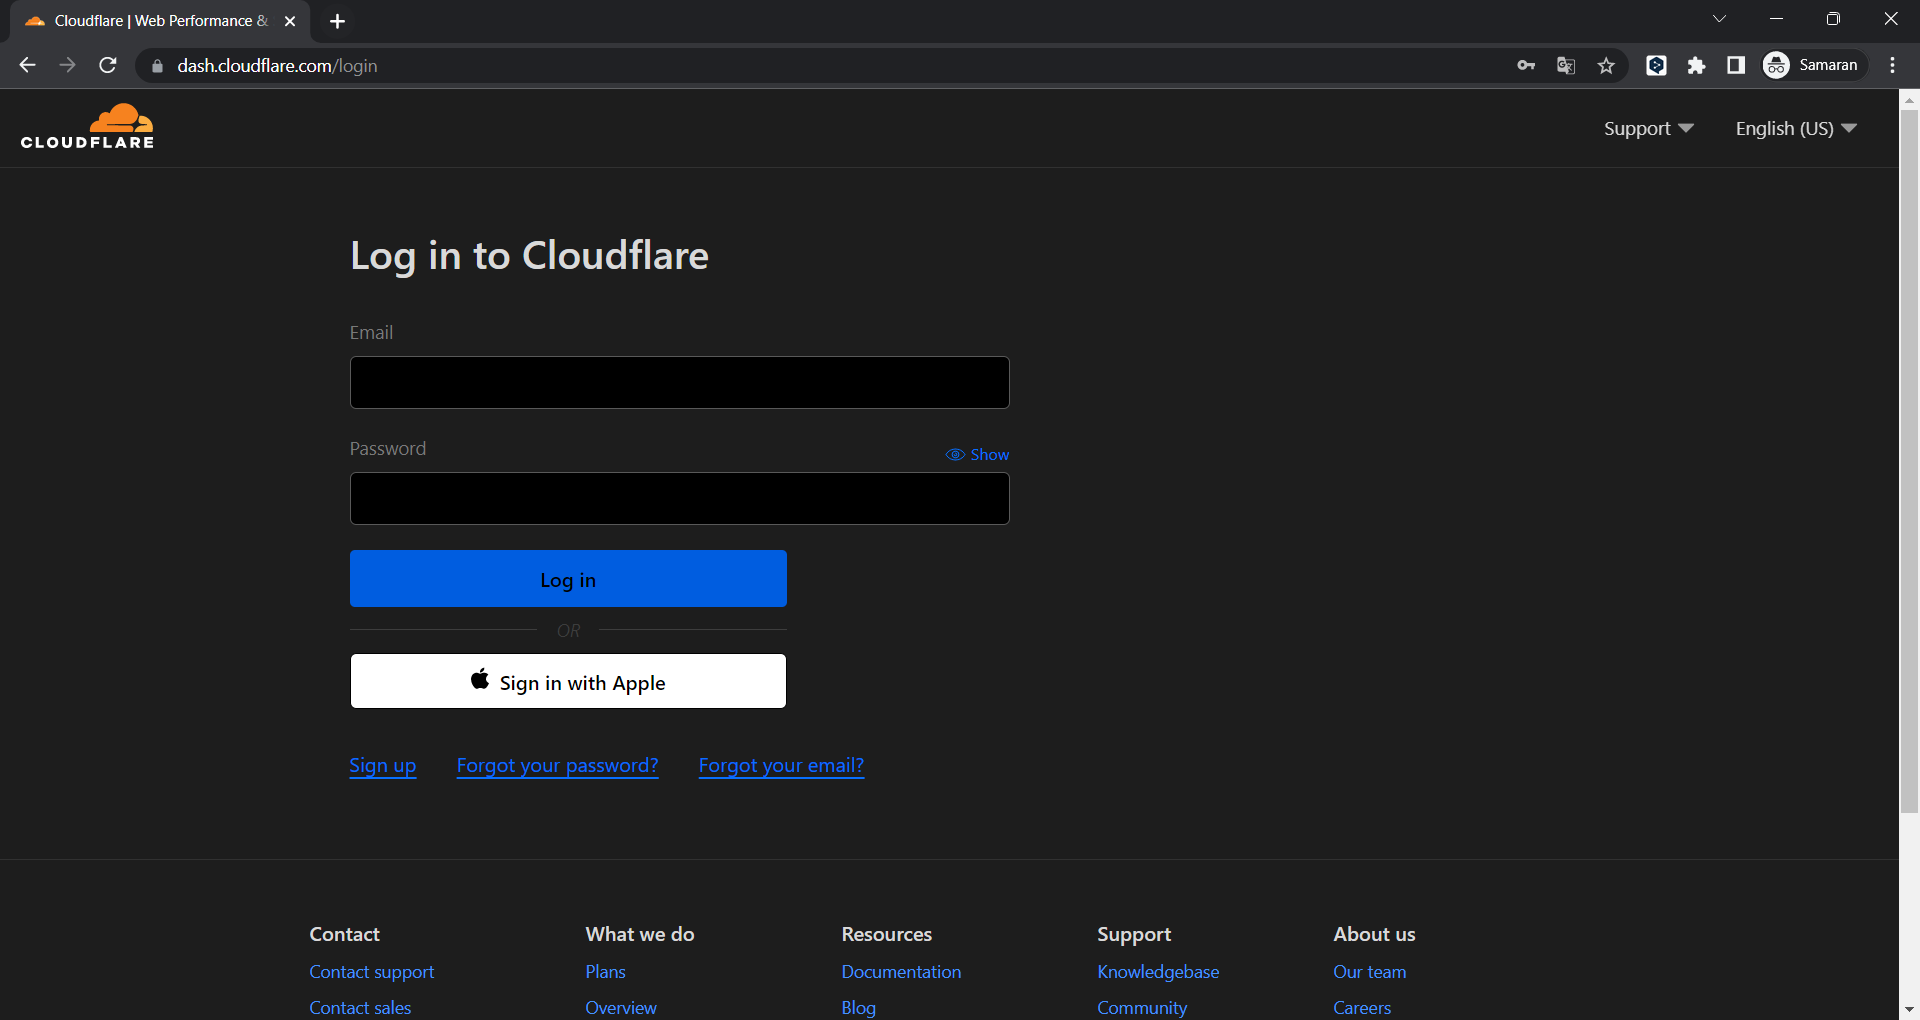 Cloudflare | Web Performance &
dash.cloudflare.com/login
Samaran
CLOUDFLARE
Support
English (US)
Log in to Cloudflare
Email
Password
Show
Log in
OR
Sign in with Apple
Sign up
Forgot your password?
Forgot your email?
Contact
What we do
Resources
Support
About us
Contact support
Plans
Documentation
Knowledgebase
Our team
Contact sales
Overview
Blog
Community
Careers